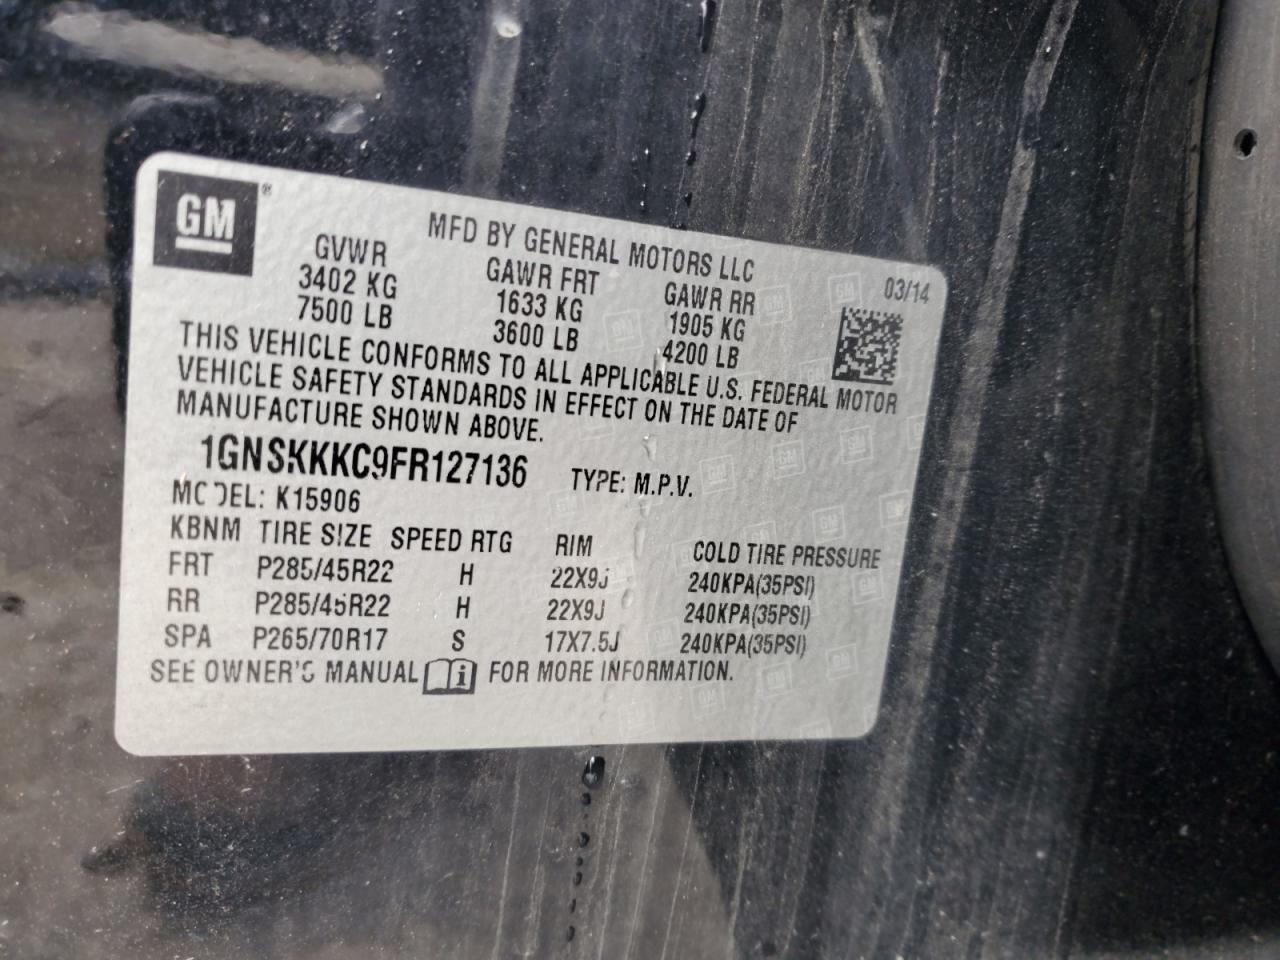 GM ®
MFD BY GENERAL MOTORS LLC
03/14
GVWR GAWR FRT GAWR RR
3402 KG 1633 KG 1905 KG
7500 LB 3600 LB 4200 LB
THIS VEHICLE CONFORMS TO ALL APPLICABLE U.S. FEDERAL MOTOR
VEHICLE SAFETY STANDARDS IN EFFECT ON THE DATE OF
MANUFACTURE SHOWN ABOVE.
1GNSKKKC9FR127136 TYPE: M.P.V.
MODEL: K15906
KBNM TIRE SIZE SPEED RTG RIM COLD TIRE PRESSURE
FRT P285/45R22 H 22X9J 240KPA(35PSI)
RR P285/45R22 H 22X9J 240KPA(35PSI)
SPA P265/70R17 S 17X7.5J 240KPA(35PSI)
SEE OWNER'S MANUAL i FOR MORE INFORMATION.